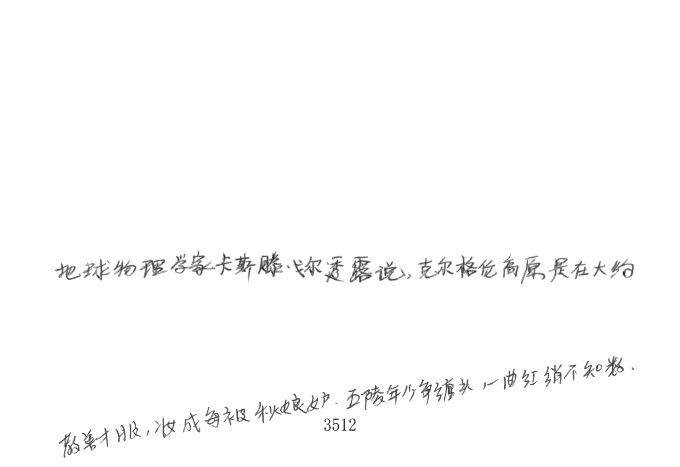 地球物理学家卡斯滕·戈尔透露说,克尔格伦高原是在大约
教善才服,妆成每被秋娘妒.五陵年少争缠头,一曲红绡不知数.
3512